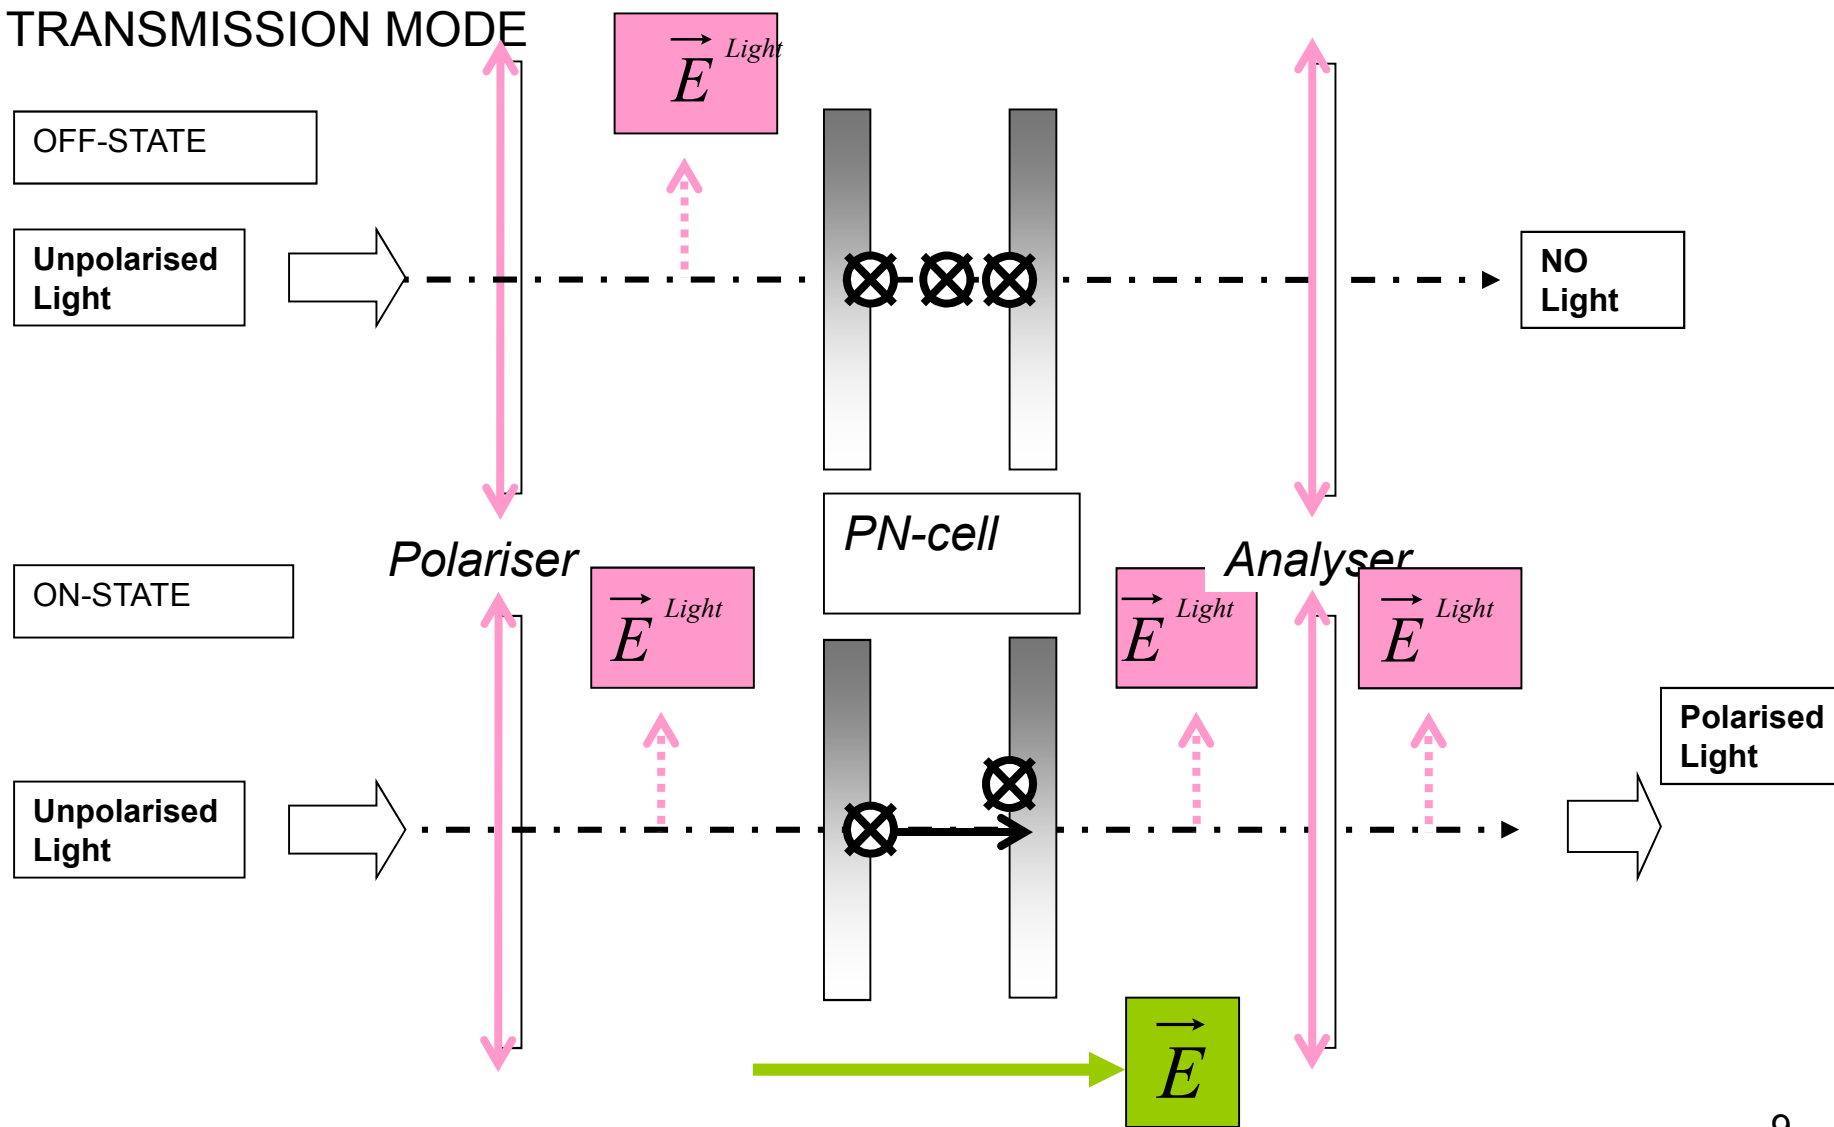 TRANSMISSION MODE
E Light
OFF-STATE
Unpolarised
Light
NO
Light
PN-cell
Polariser
Analyser
ON-STATE
E Light
E Light
E Light
Polarised
Light
Unpolarised
Light
E